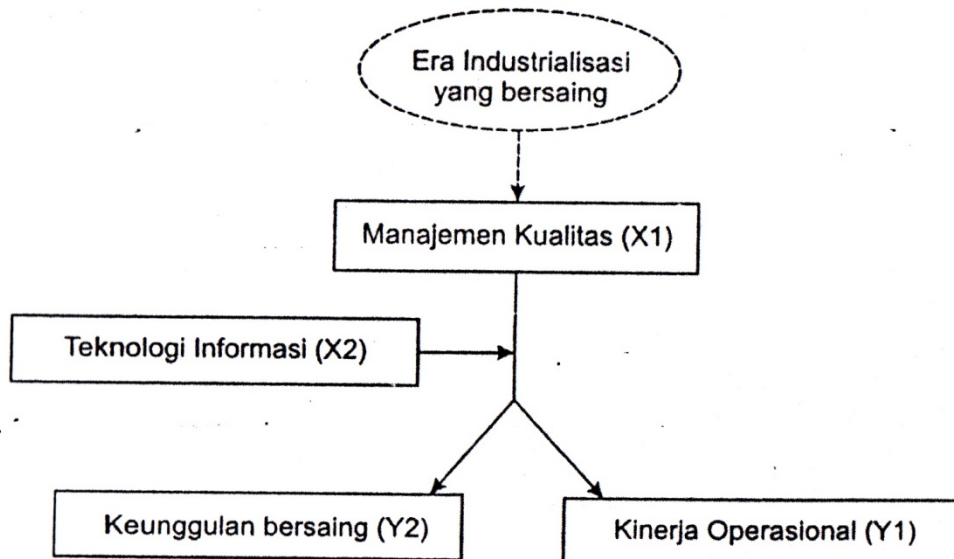 Era Industrialisasi
yang bersaing
Manajemen Kualitas (X1)
Teknologi Informasi (X2)
Keunggulan bersaing (Y2)
Kinerja Operasional (Y1)